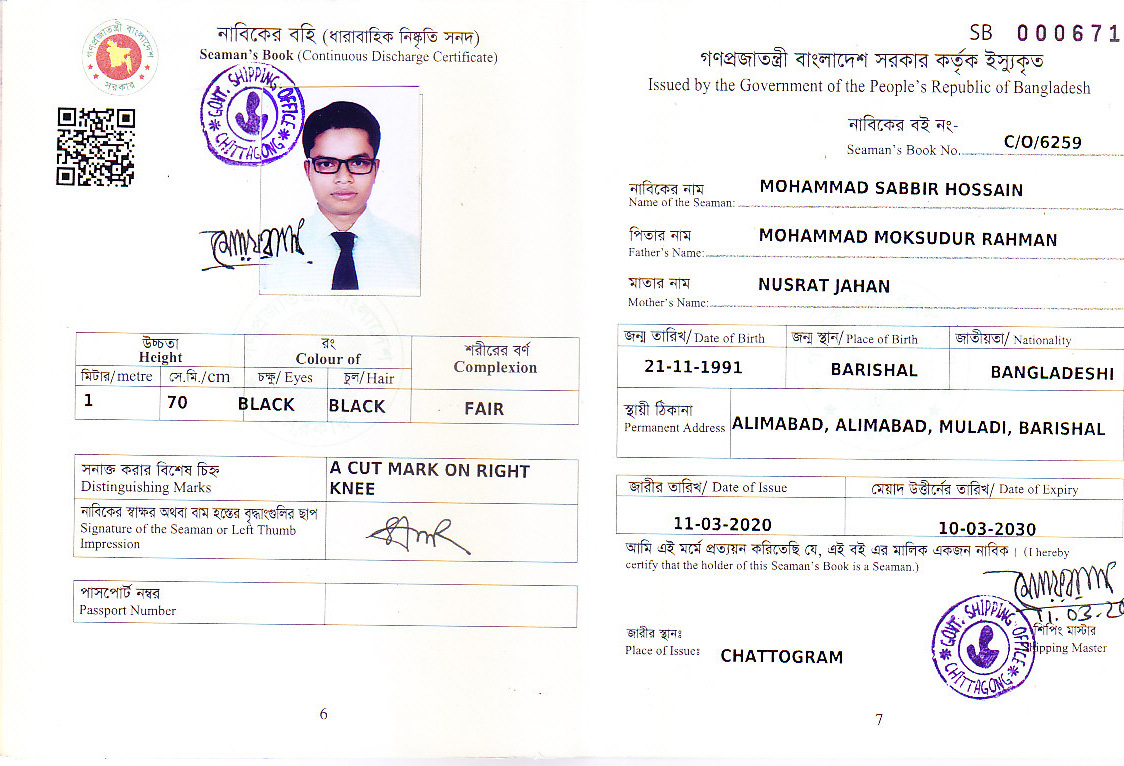 গণপ্রজাতন্ত্রী বাংলাদেশ
সরকার
নাবিকের বহি (ধারাবাহিক নিষ্কৃতি সনদ)
Seaman's Book (Continuous Discharge Certificate)
GOVT. SHIPPING OFFICE
CHITTAGONG
উচ্চতা
Height
রং
Colour of
শরীরের বর্ণ
Complexion
মিটার/metre
সে.মি./cm
চক্ষু/ Eyes
চুল/Hair
1
70
BLACK
BLACK
FAIR
সনাক্ত করার বিশেষ চিহ্ন
Distinguishing Marks
A CUT MARK ON RIGHT
KNEE
নাবিকের স্বাক্ষর অথবা বাম হস্তের বৃদ্ধাংগুলির ছাপ
Signature of the Seaman or Left Thumb
Impression
পাসপোর্ট নম্বর
Passport Number
6
SB 000671
গণপ্রজাতন্ত্রী বাংলাদেশ সরকার কর্তৃক ইস্যুকৃত
Issued by the Government of the People's Republic of Bangladesh
নাবিকের বই নং-
Seaman's Book No. C/O/6259
নাবিকের নাম
Name of the Seaman: MOHAMMAD SABBIR HOSSAIN
পিতার নাম
Father's Name: MOHAMMAD MOKSUDUR RAHMAN
মাতার নাম
Mother's Name: NUSRAT JAHAN
জন্ম তারিখ/ Date of Birth
জন্ম স্থান/ Place of Birth
জাতীয়তা/ Nationality
21-11-1991
BARISHAL
BANGLADESHI
স্থায়ী ঠিকানা
Permanent Address
ALIMABAD, ALIMABAD, MULADI, BARISHAL
জারীর তারিখ/ Date of Issue
মেয়াদ উত্তীর্নের তারিখ/ Date of Expiry
11-03-2020
10-03-2030
আমি এই মর্মে প্রত্যয়ন করিতেছি যে, এই বই এর মালিক একজন নাবিক। (I hereby
certify that the holder of this Seaman's Book is a Seaman.)
11.03.20
শিপিং মাস্টার
Shipping Master
GOVT. SHIPPING OFFICE
CHITTAGONG
জারীর স্থানঃ
Place of Issue: CHATTOGRAM
7